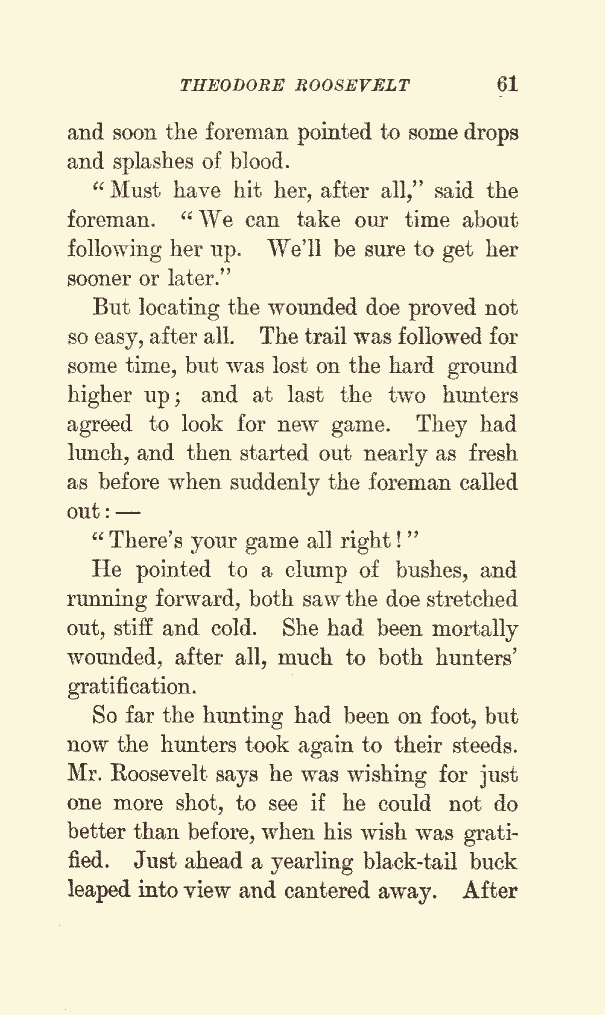 THEODORE ROOSEVELT 61
and soon the foreman pointed to some drops
and splashes of blood.
“Must have hit her, after all,” said the
foreman. “We can take our time about
following her up. We’ll be sure to get her
sooner or later.”
But locating the wounded doe proved not
so easy, after all. The trail was followed for
some time, but was lost on the hard ground
higher up; and at last the two hunters
agreed to look for new game. They had
lunch, and then started out nearly as fresh
as before when suddenly the foreman called
out:—
“There’s your game all right!”
He pointed to a clump of bushes, and
running forward, both saw the doe stretched
out, stiff and cold. She had been mortally
wounded, after all, much to both hunters’
gratification.
So far the hunting had been on foot, but
now the hunters took again to their steeds.
Mr. Roosevelt says he was wishing for just
one more shot, to see if he could not do
better than before, when his wish was grati-
fied. Just ahead a yearling black-tail buck
leaped into view and cantered away. After